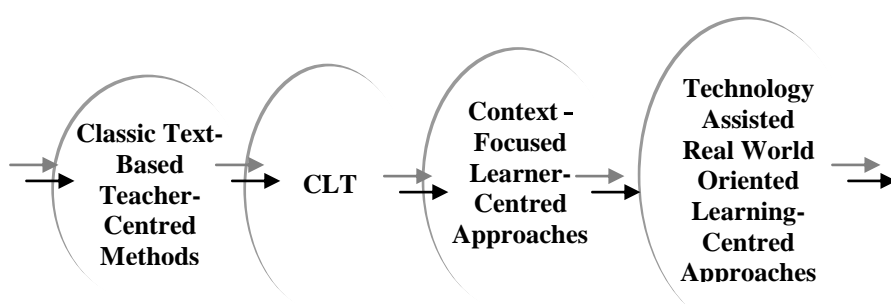 Classic Text-
Based
Teacher-
Centred
Methods
CLT
Context -
Focused
Learner-
Centred
Approaches
Technology
Assisted
Real World
Oriented
Learning-
Centred
Approaches